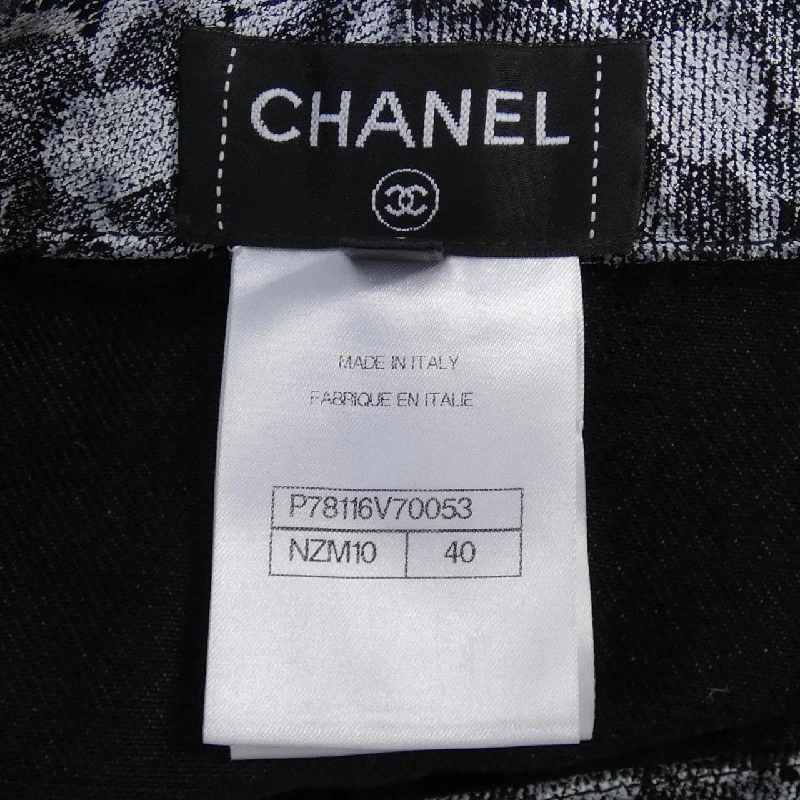 CHANEL
MADE IN ITALY
FABRIQUE EN ITALIE
P78116V70053
NZM10 40